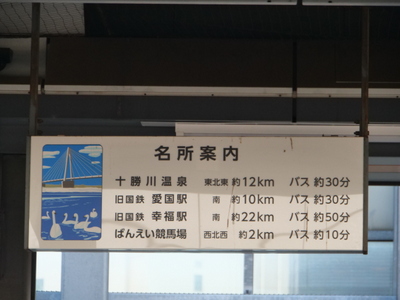 名所案内
十勝川温泉 東北東 約12km バス 約30分
旧国鉄 愛国駅 南 約10km バス 約30分
旧国鉄 幸福駅 南 約22km バス 約50分
ばんえい競馬場 西北西 約2km バス 約10分